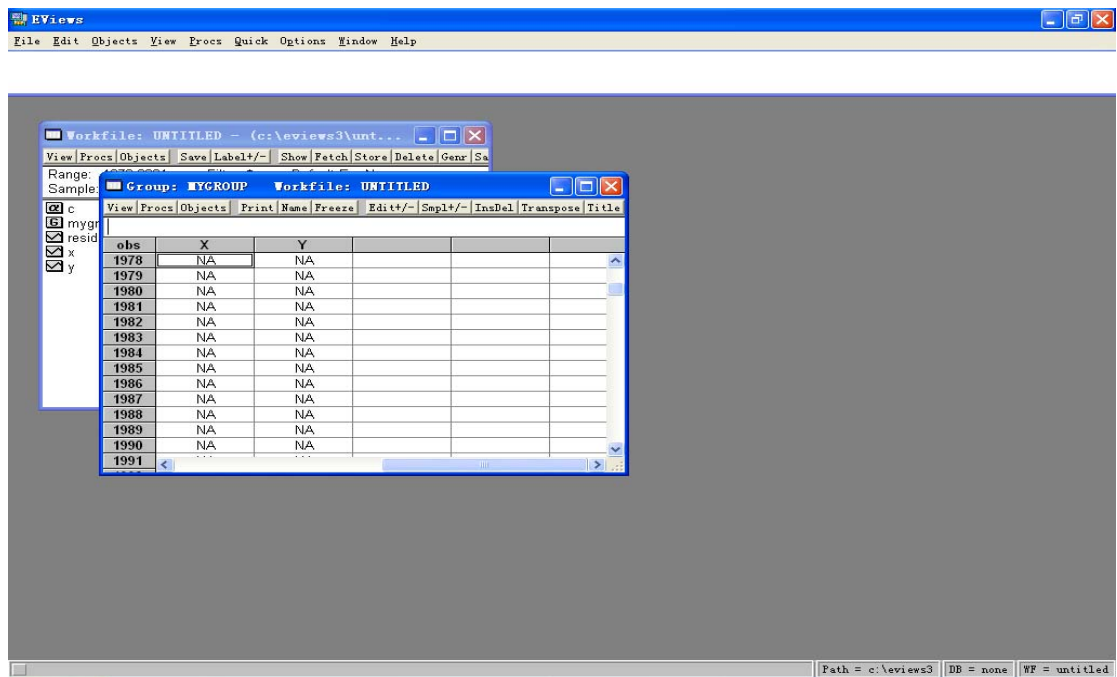 EViews
File Edit Objects View Procs Quick Options Window Help
Workfile: UNTITLED - (c:\eviews3\unt...
View Procs Objects Save Label+/- Show Fetch Store Delete Genr Sa
Range:
Sample:
c
mygr
resid
x
y
Group: MYGROUP Workfile: UNTITLED
View Procs Objects Print Name Freeze Edit+/- Smpl+/- InsDel Transpose Title
obs X Y
1978 NA NA
1979 NA NA
1980 NA NA
1981 NA NA
1982 NA NA
1983 NA NA
1984 NA NA
1985 NA NA
1986 NA NA
1987 NA NA
1988 NA NA
1989 NA NA
1990 NA NA
1991
Path = c:\eviews3 DB = none WF = untitled